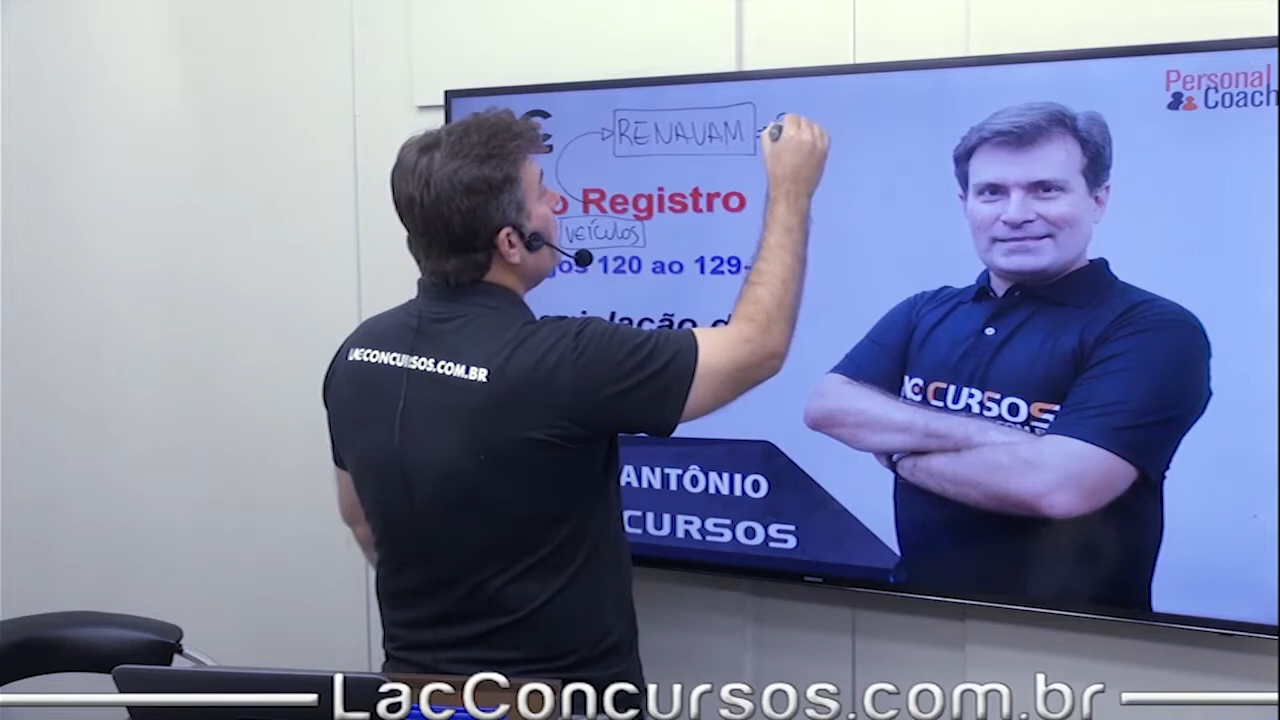 Personal
Coach
RENAVAM
Registro
VEÍCULOS
120 ao 129-
LACCONCURSOS.COM.BR
CURSOS
ANTÔNIO
CURSOS
LacConcursos.com.br